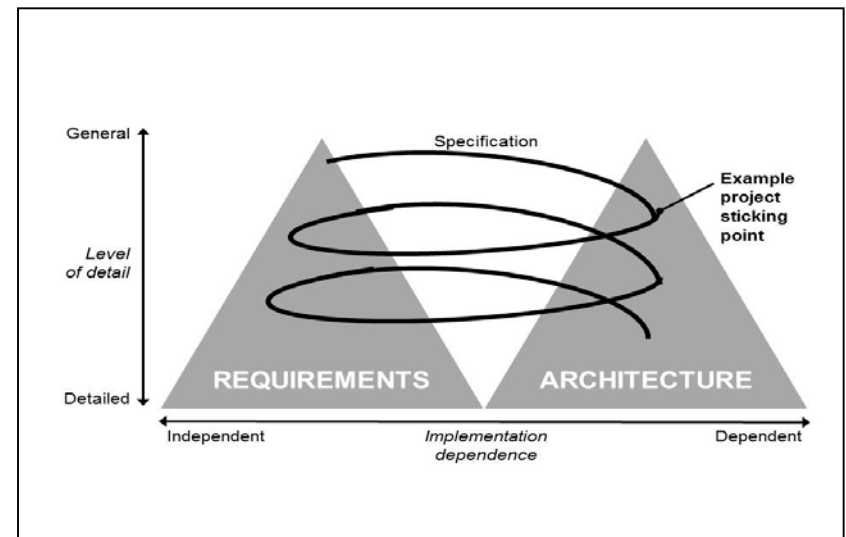 General
Specification
Example
project
sticking
point
Level
of detail
REQUIREMENTS
ARCHITECTURE
Detailed
Independent
Implementation
dependence
Dependent